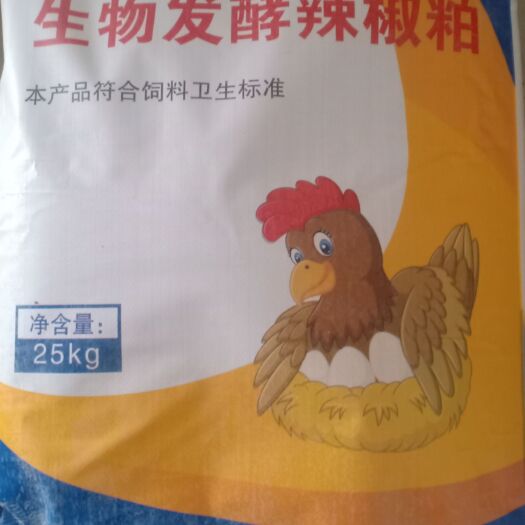 生物发酵辣椒粕
本产品符合饲料卫生标准
净含量：
25kg